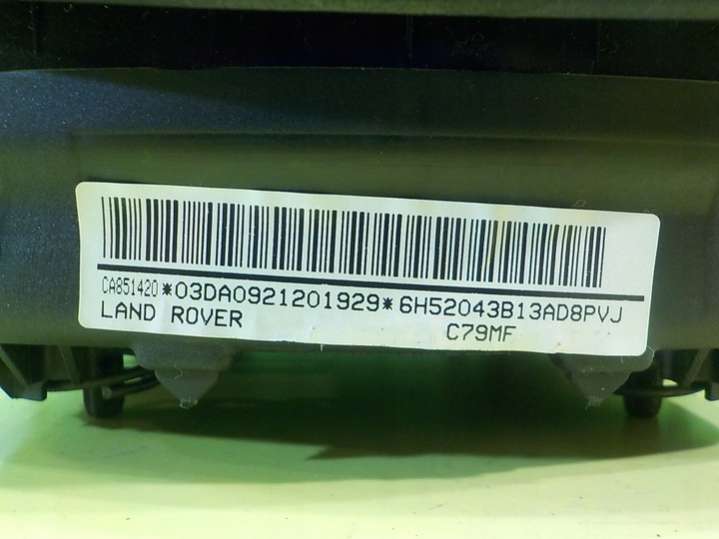 CA851420*03DA0921201929*6H52043B13AD8PVJ
LAND ROVER C79MF